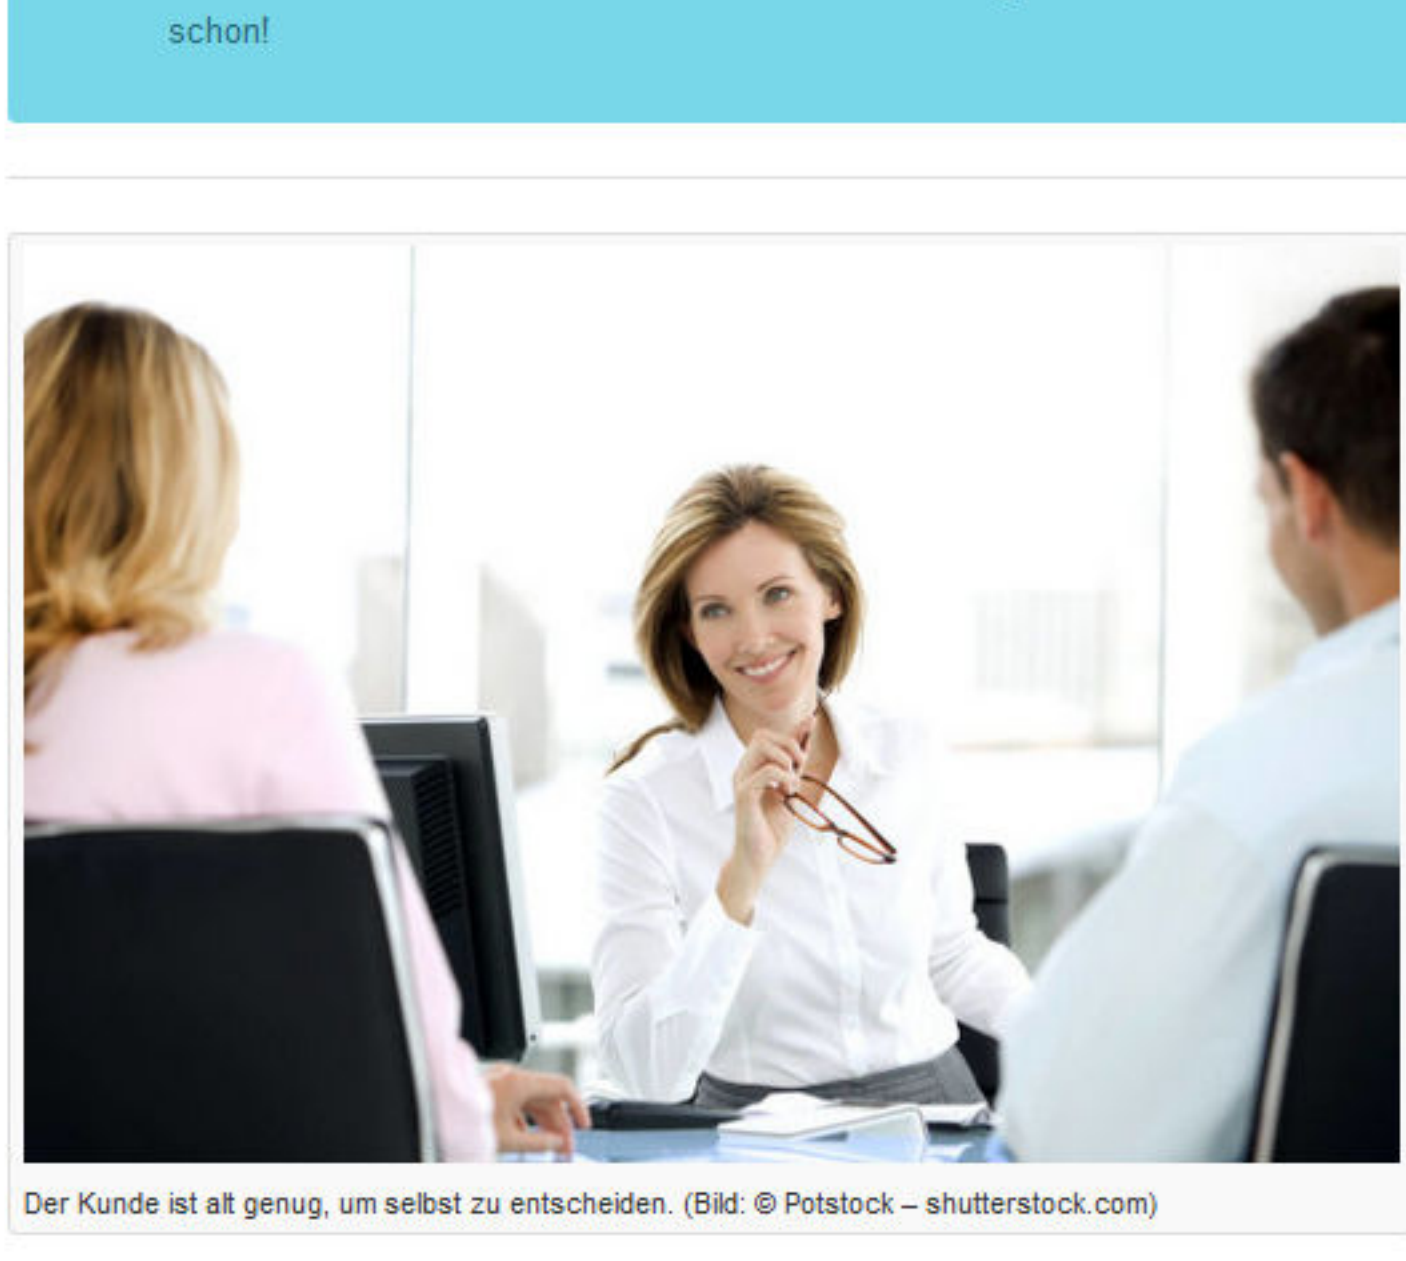 schon!
Der Kunde ist alt genug, um selbst zu entscheiden. (Bild: © Potstock – shutterstock.com)